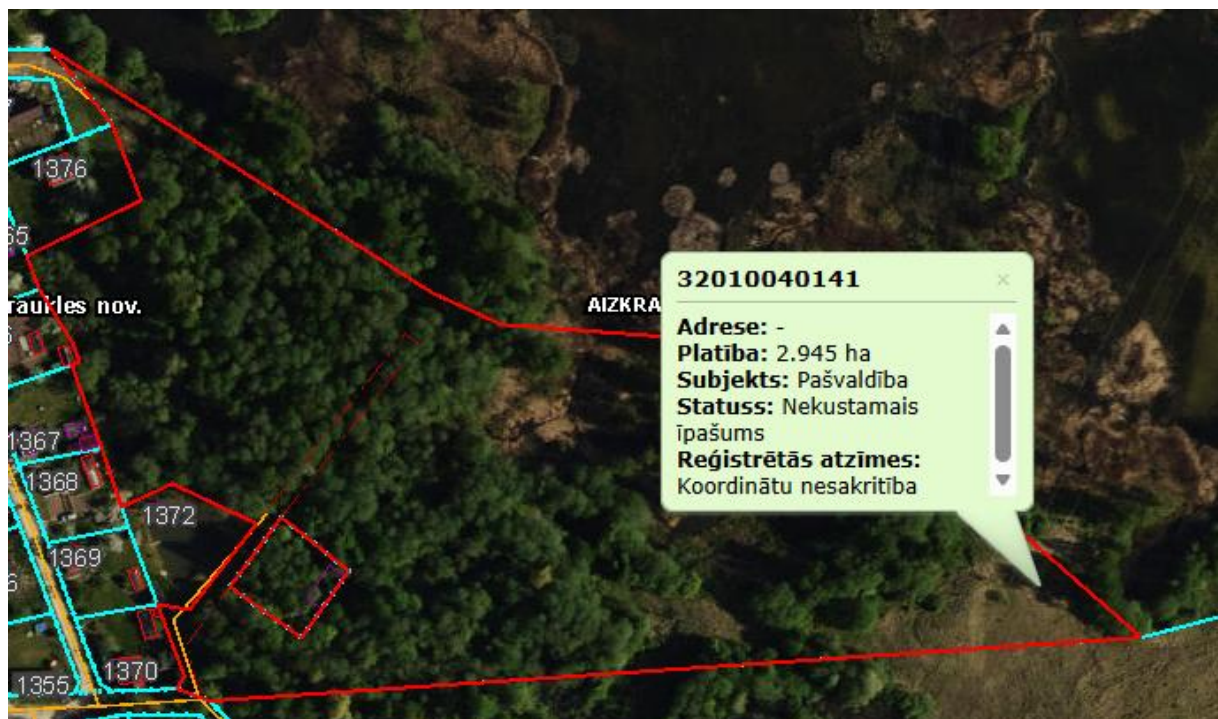 1376
raukles nov.
AIZKRA
32010040141
Adrese: -
Platība: 2.945 ha
Subjekts: Pašvaldība
Statuss: Nekustamais
īpašums
Reģistrētās atzīmes:
Koordinātu nesakritība
1367
1368
1372
1369
1370
1355